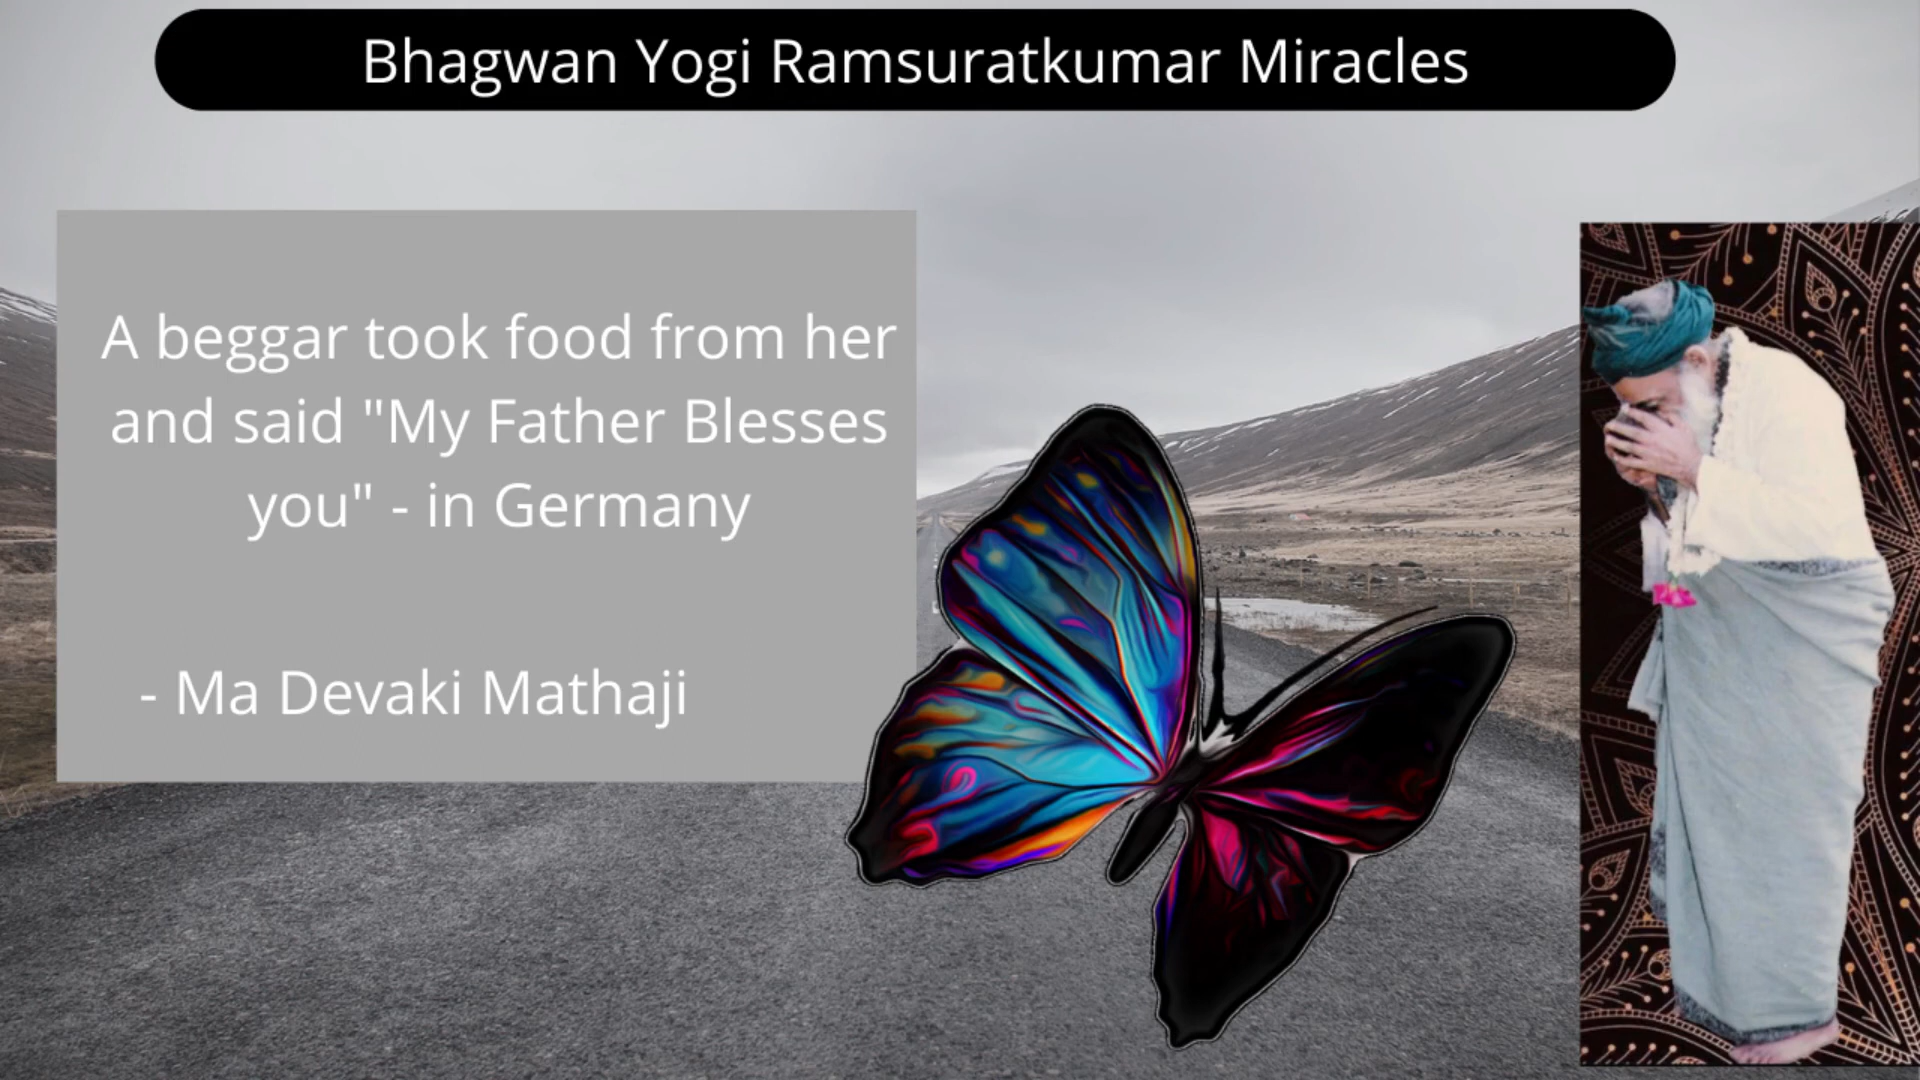 Bhagwan Yogi Ramsuratkumar Miracles
A beggar took food from her
and said "My Father Blesses
you" - in Germany
- Ma Devaki Mathaji